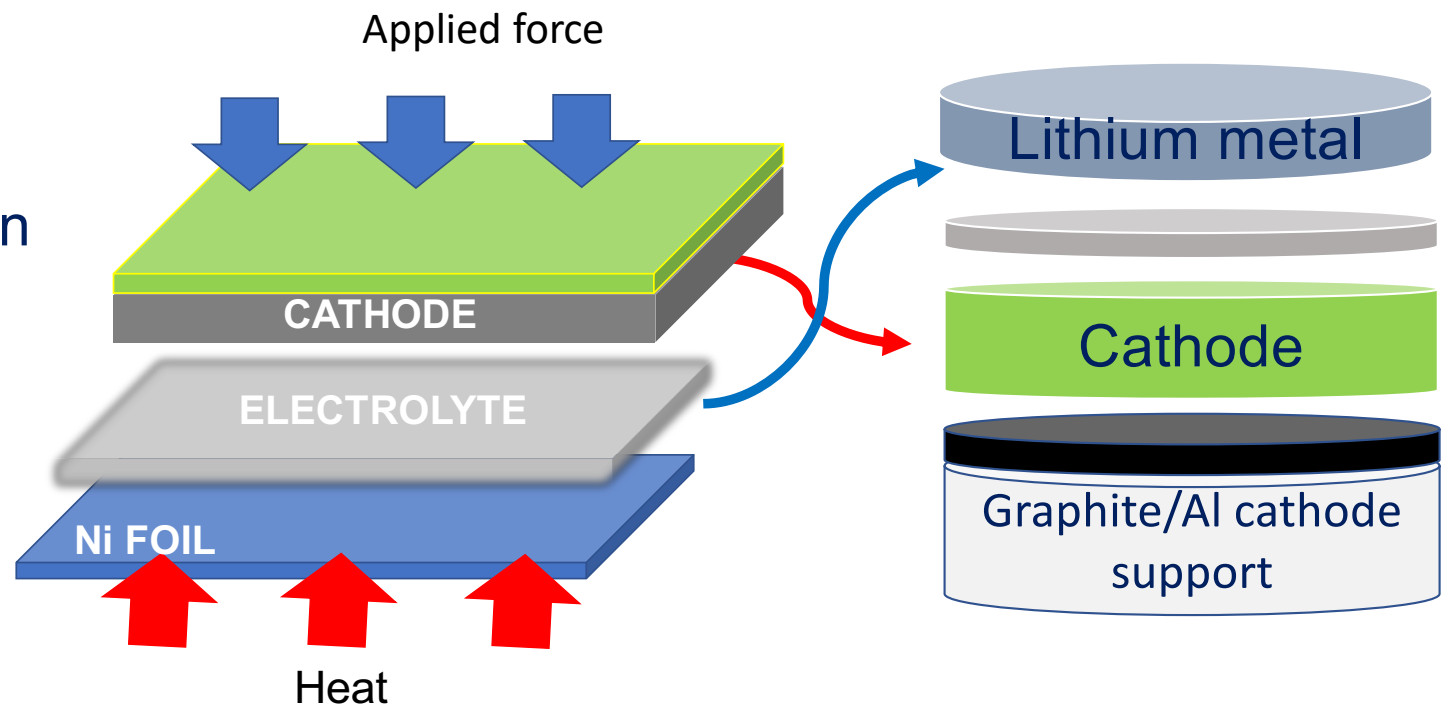 Applied force
n
CATHODE
ELECTROLYTE
Ni FOIL
Heat
Lithium metal
Cathode
Graphite/Al cathode
support